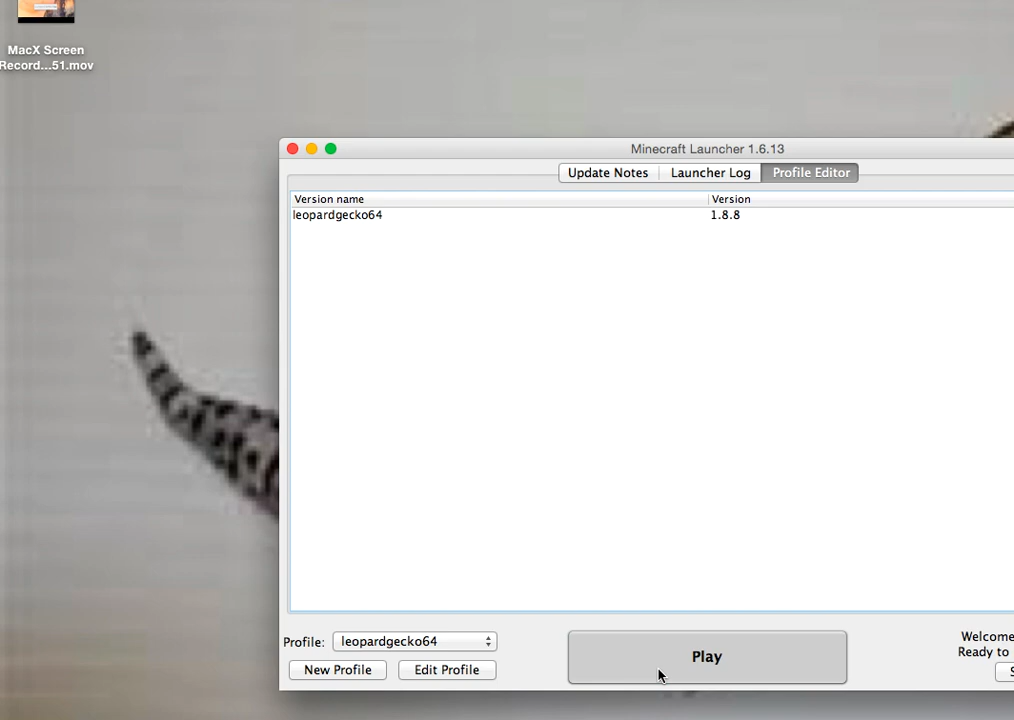 MacX Screen
Record...51.mov
Minecraft Launcher 1.6.13
Update Notes
Launcher Log
Profile Editor
Version name
Version
leopardgecko64
1.8.8
Profile:
leopardgecko64
New Profile
Edit Profile
Play
Welcome
Ready to